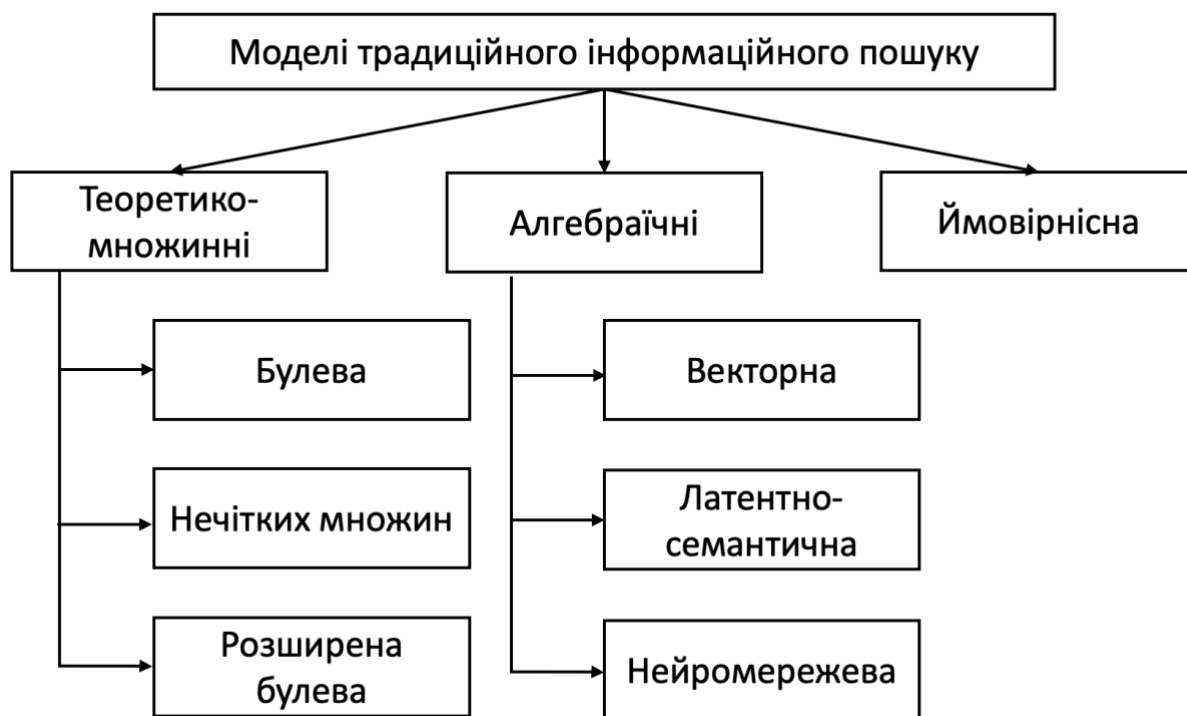 Моделі традиційного інформаційного пошуку
Теоретико-
множинні
Алгебраїчні
Ймовірнісна
Булева
Векторна
Нечітких множин
Латентно-
семантична
Розширена
булева
Нейромережева